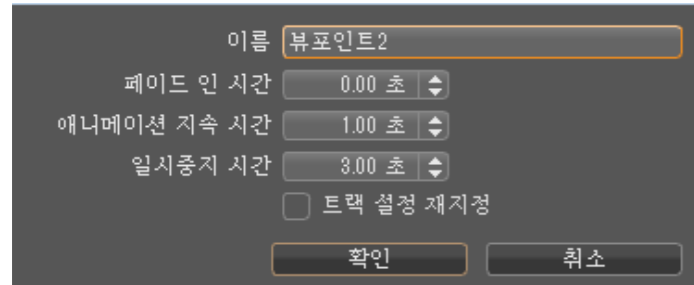 이름 뷰포인트2
페이드 인 시간 0.00 초
애니메이션 지속 시간 1.00 초
일시중지 시간 3.00 초
트랙 설정 재지정
확인 취소